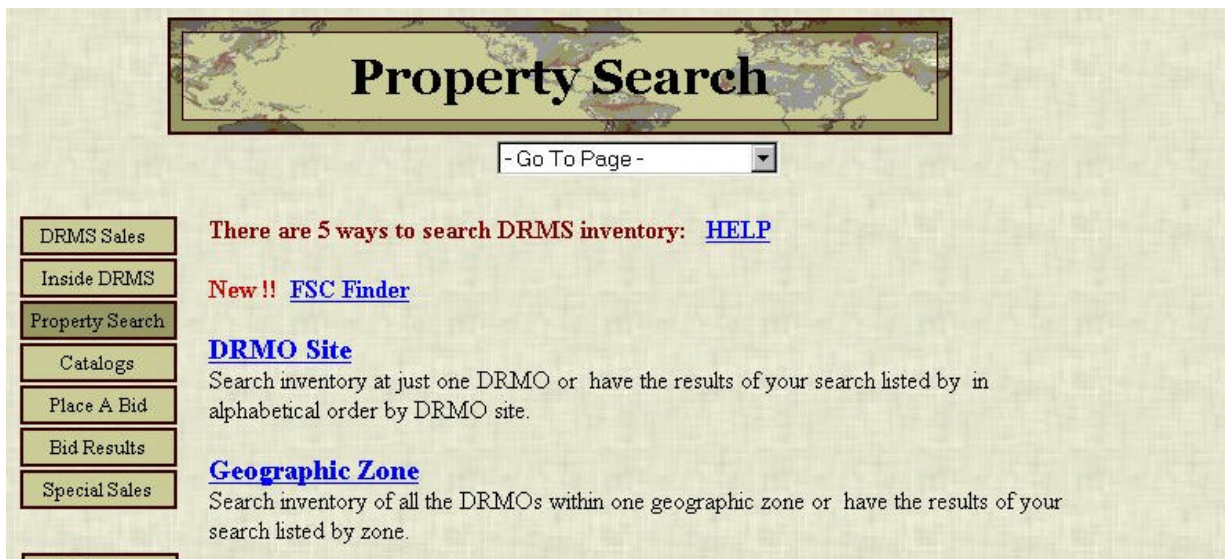 Property Search
- Go To Page -
DRMS Sales
Inside DRMS
Property Search
Catalogs
Place A Bid
Bid Results
Special Sales
There are 5 ways to search DRMS inventory: HELP
New !! FSC Finder
DRMO Site
Search inventory at just one DRMO or have the results of your search listed by in
alphabetical order by DRMO site.
Geographic Zone
Search inventory of all the DRMOs within one geographic zone or have the results of your
search listed by zone.